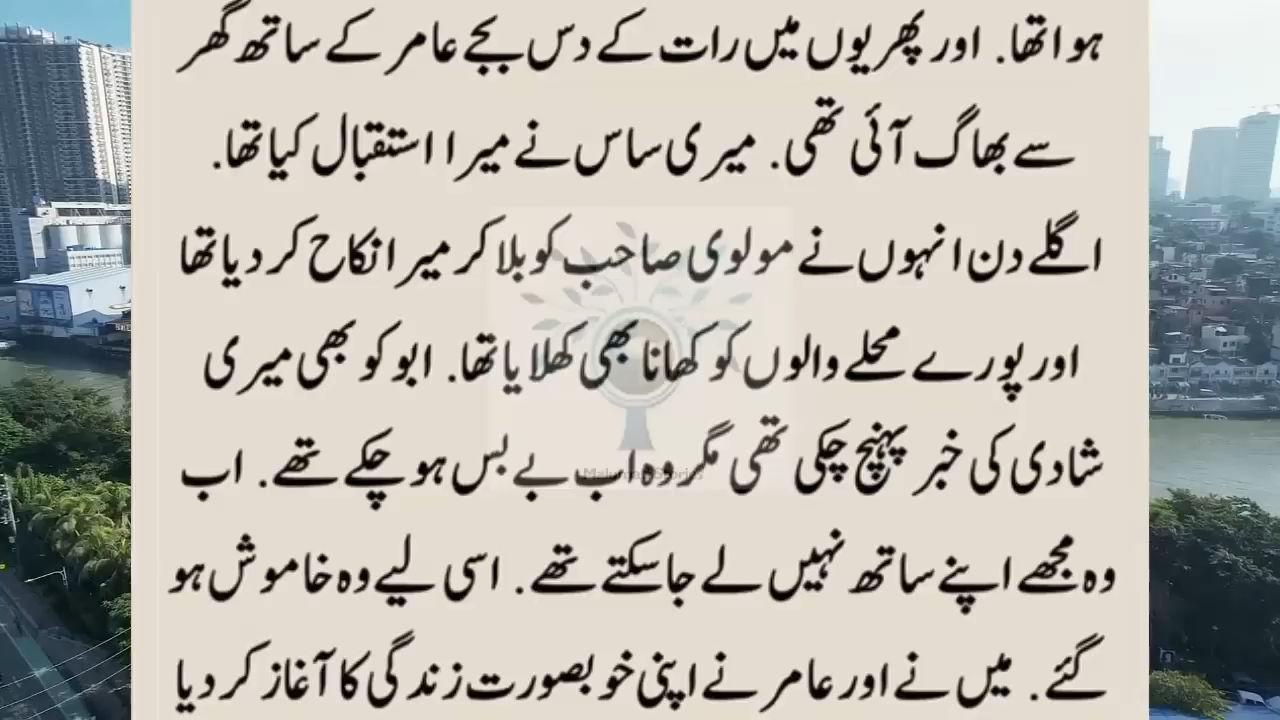 ہوا تھا. اور پھر یوں میں رات کے دس بجے عامر کے ساتھ گھر
سے بھاگ آئی تھی. میری ساس نے میرا استقبال کیا تھا.
اگلے دن انہوں نے مولوی صاحب کو بلا کر میرا نکاح کر دیا تھا
اور پورے محلے والوں کو کھانا بھی کھلایا تھا. ابو کو بھی میری
شادی کی خبر پہنچ چکی تھی مگر وہ اب بے بس ہو چکے تھے. اب
وہ مجھے اپنے ساتھ نہیں لے جا سکتے تھے. اسی لیے وہ خاموش ہو
گئے. میں نے اور عامر نے اپنی خوبصورت زندگی کا آغاز کر دیا